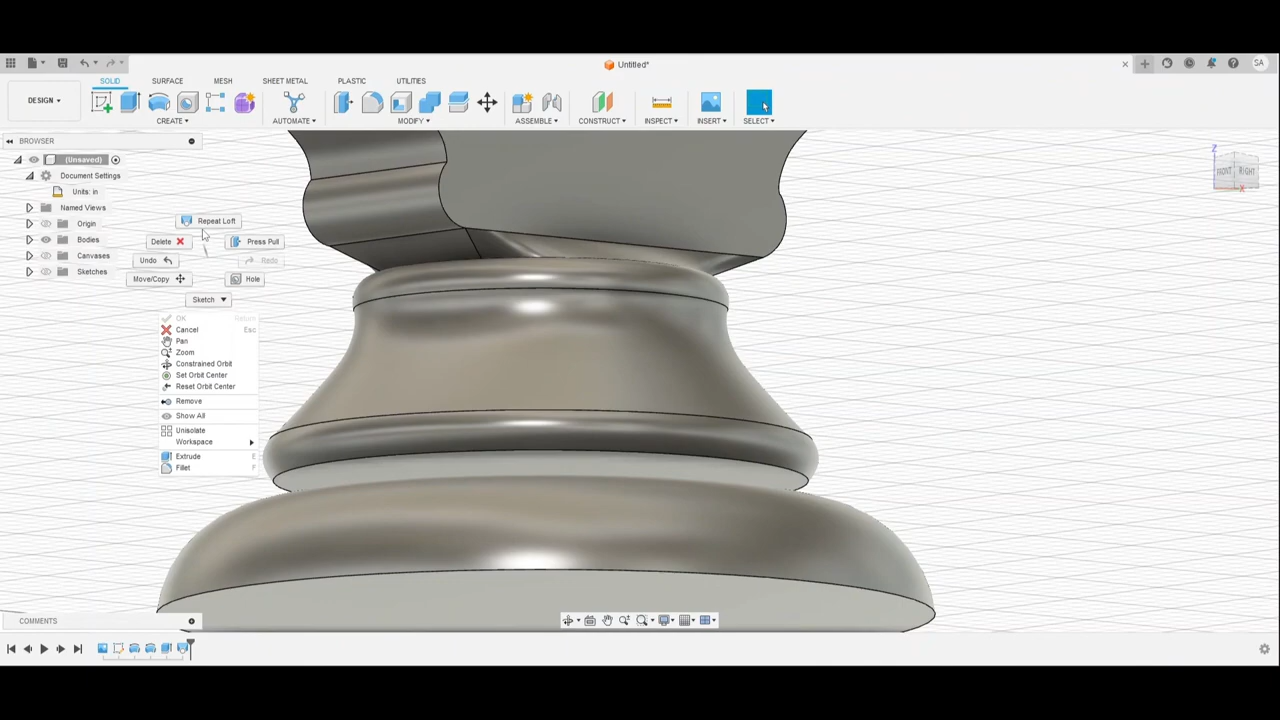 Untitled*
SA
SOLID
SURFACE
MESH
SHEET METAL
PLASTIC
UTILITIES
DESIGN
CREATE
AUTOMATE
MODIFY
ASSEMBLE
CONSTRUCT
INSPECT
INSERT
SELECT
BROWSER
(Unsaved)
Document Settings
Units: in
Named Views
Origin
Bodies
Canvases
Sketches
Repeat Loft
Delete
Press Pull
Undo
Redo
Move/Copy
Hole
Sketch
OK Return
Cancel Esc
Pan
Zoom
Constrained Orbit
Set Orbit Center
Reset Orbit Center
Remove
Show All
Unisolate
Workspace
Extrude E
Fillet F
Z
FRONT
RIGHT
X
COMMENTS